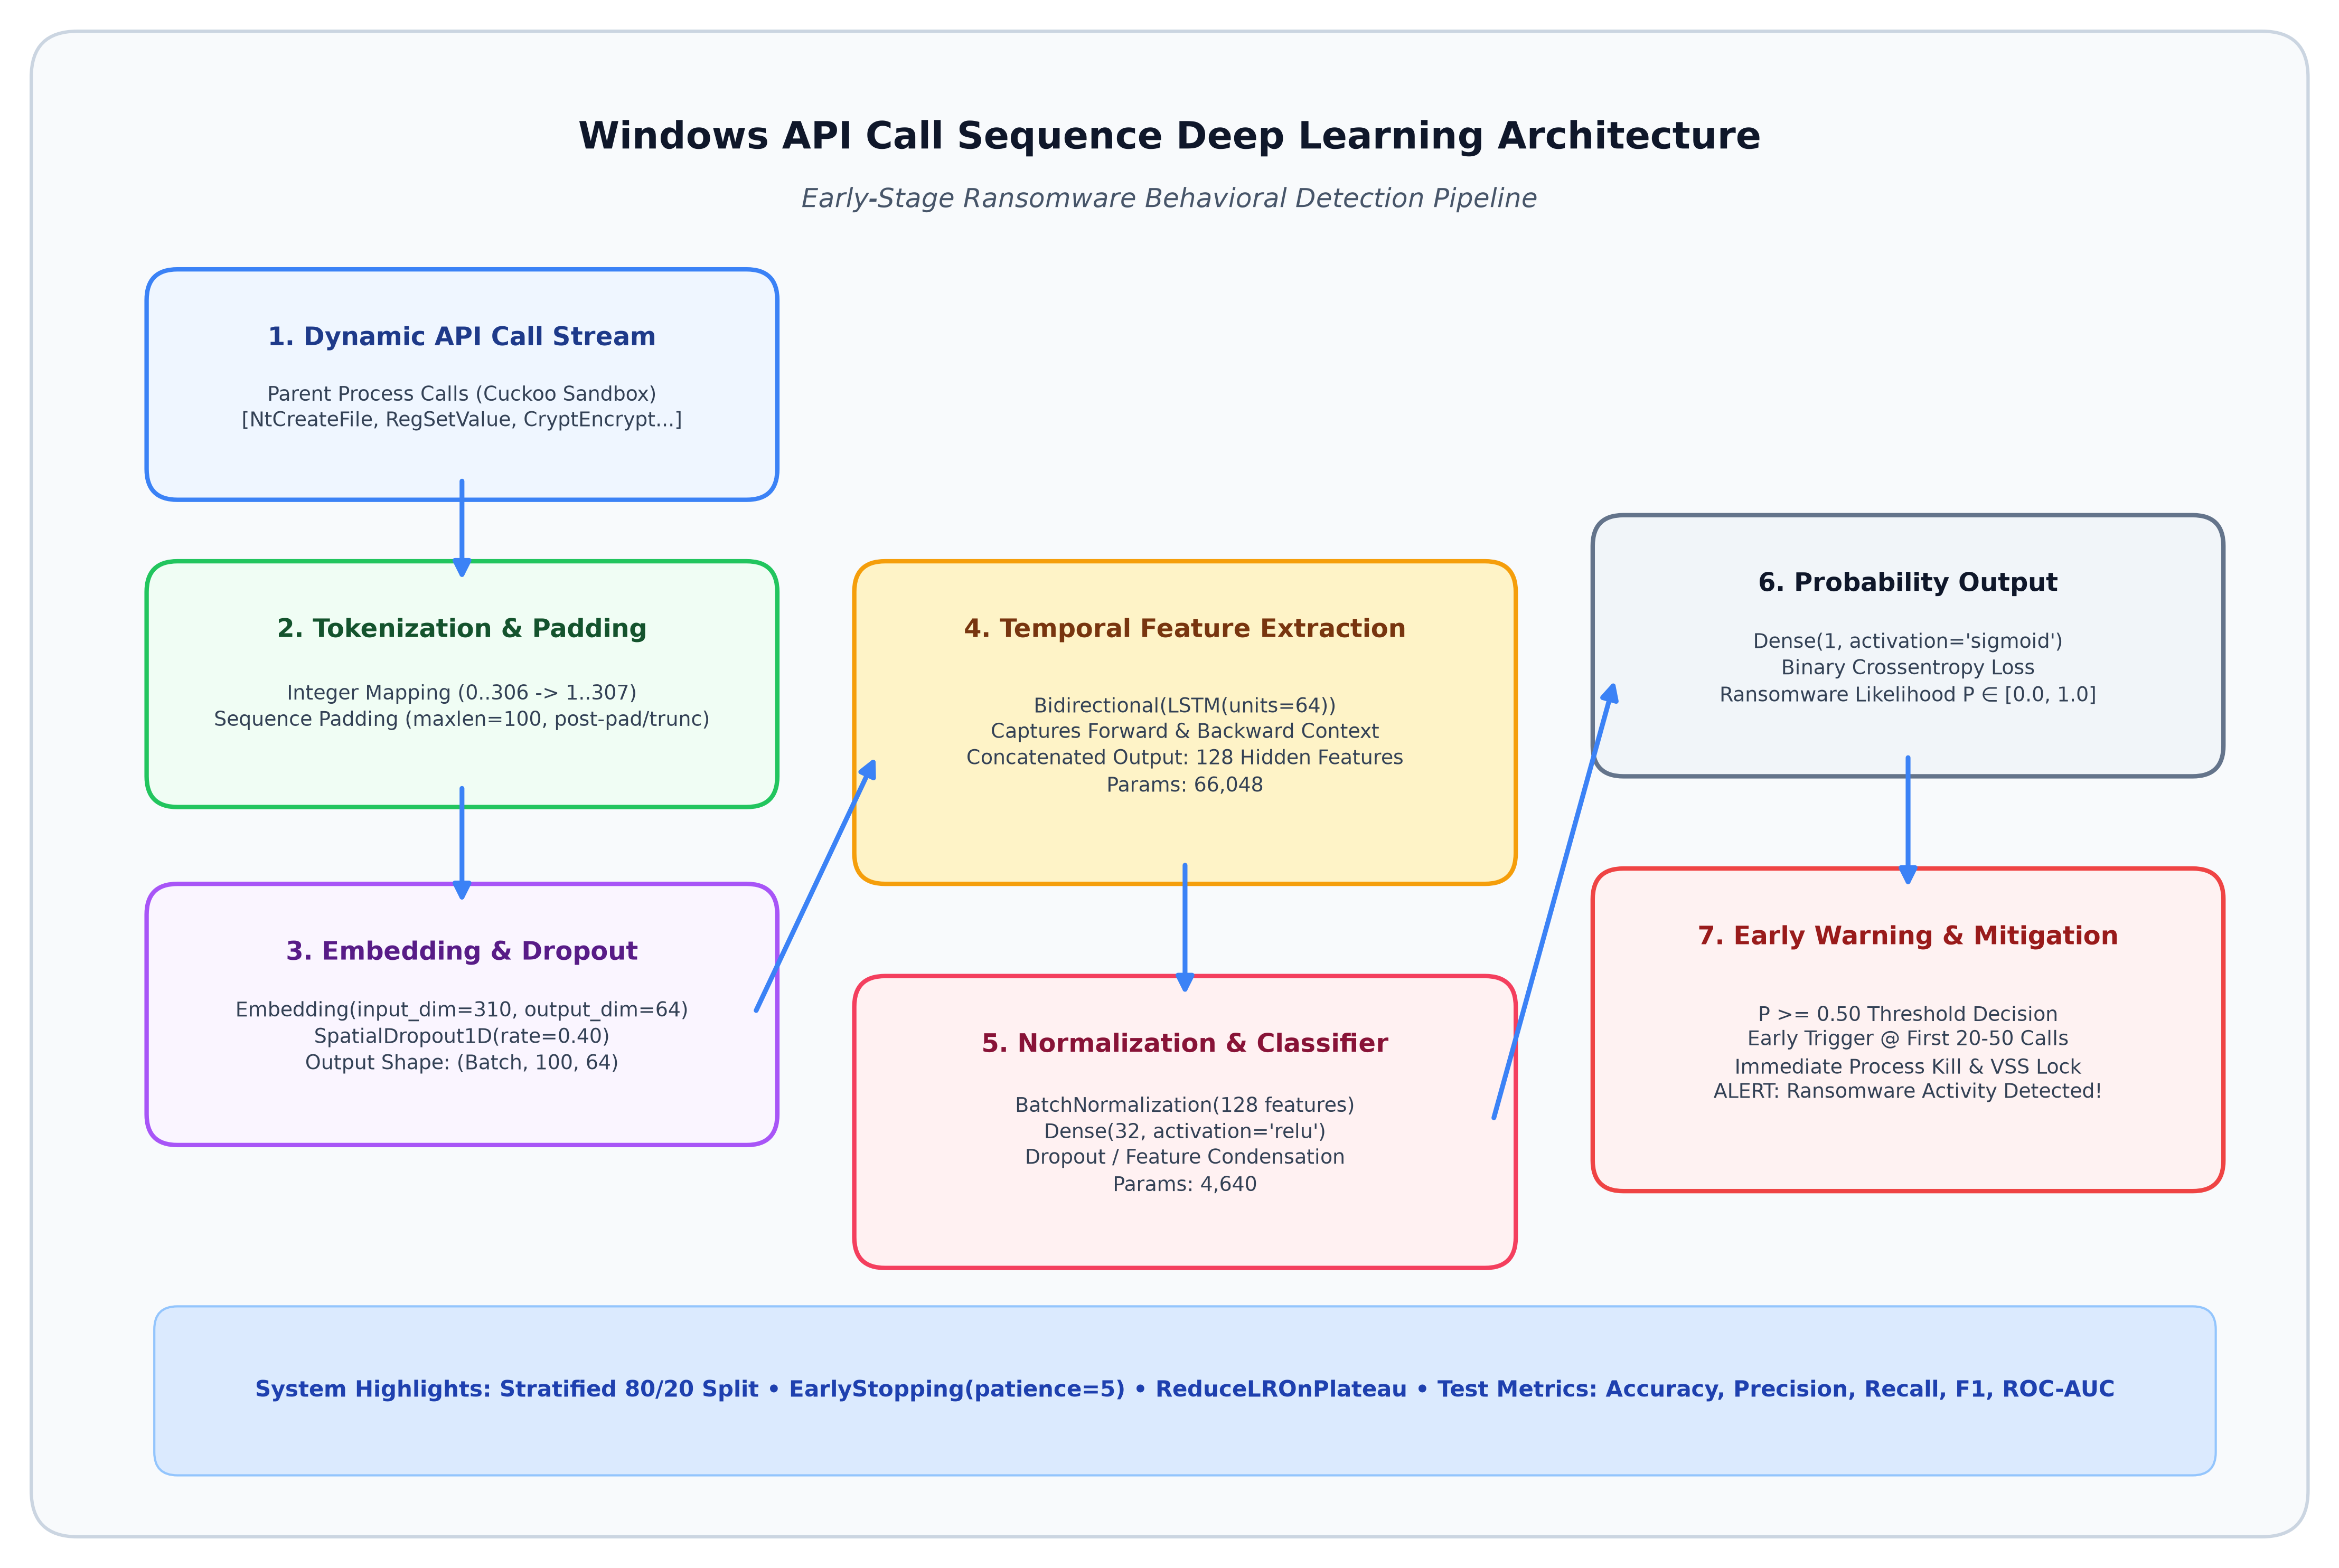 Windows API Call Sequence Deep Learning Architecture
Early-Stage Ransomware Behavioral Detection Pipeline
1. Dynamic API Call Stream
Parent Process Calls (Cuckoo Sandbox)
[NtCreateFile, RegSetValue, CryptEncrypt...]
2. Tokenization & Padding
Integer Mapping (0..306 -> 1..307)
Sequence Padding (maxlen=100, post-pad/trunc)
3. Embedding & Dropout
Embedding(input_dim=310, output_dim=64)
SpatialDropout1D(rate=0.40)
Output Shape: (Batch, 100, 64)
4. Temporal Feature Extraction
Bidirectional(LSTM(units=64))
Captures Forward & Backward Context
Concatenated Output: 128 Hidden Features
Params: 66,048
5. Normalization & Classifier
BatchNormalization(128 features)
Dense(32, activation='relu')
Dropout / Feature Condensation
Params: 4,640
6. Probability Output
Dense(1, activation='sigmoid')
Binary Crossentropy Loss
Ransomware Likelihood P ∈ [0.0, 1.0]
7. Early Warning & Mitigation
P >= 0.50 Threshold Decision
Early Trigger @ First 20-50 Calls
Immediate Process Kill & VSS Lock
ALERT: Ransomware Activity Detected!
System Highlights: Stratified 80/20 Split • EarlyStopping(patience=5) • ReduceLROnPlateau • Test Metrics: Accuracy, Precision, Recall, F1, ROC-AUC